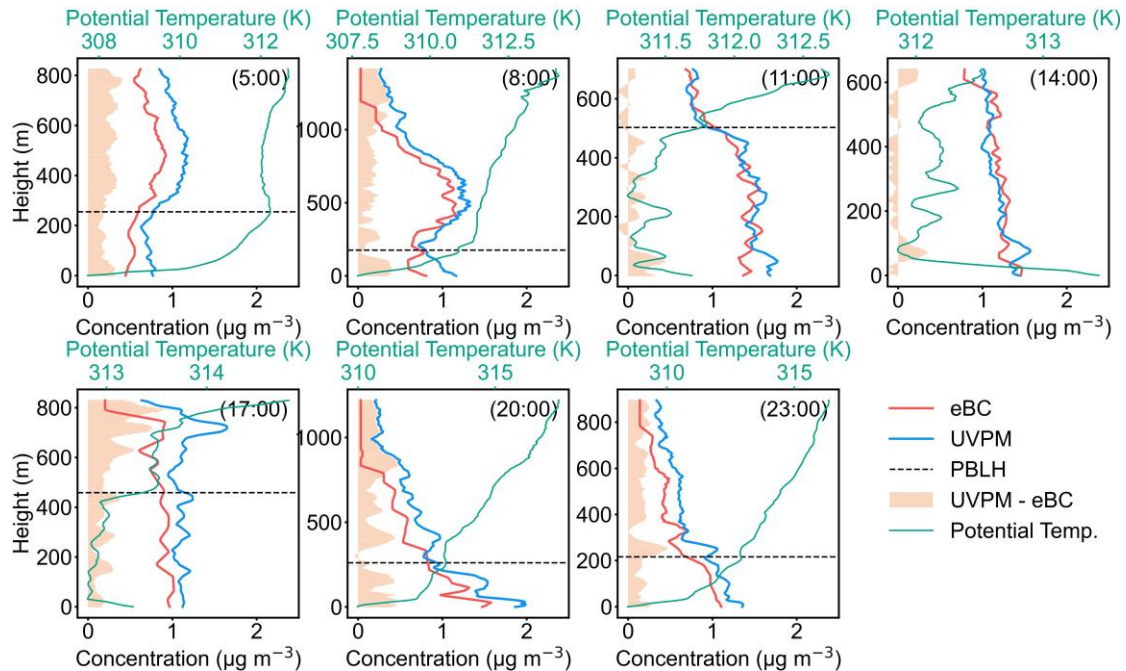 Potential Temperature (K)
308 310 312
(5:00)
Height (m)
800
600
400
200
0
0 1 2
Concentration (µg m−3)
Potential Temperature (K)
307.5 310.0 312.5
(8:00)
1000
500
0
0 1 2
Concentration (µg m−3)
Potential Temperature (K)
311.5 312.0 312.5
(11:00)
600
400
200
0
0 1 2
Concentration (µg m−3)
Potential Temperature (K)
312 313
(14:00)
600
400
200
0
0 1 2
Concentration (µg m−3)
Potential Temperature (K)
313 314
(17:00)
Height (m)
800
600
400
200
0
0 1 2
Concentration (µg m−3)
Potential Temperature (K)
310 315
(20:00)
1000
500
0
0 1 2
Concentration (µg m−3)
Potential Temperature (K)
310 315
(23:00)
800
600
400
200
0
0 1 2
Concentration (µg m−3)
eBC
UVPM
PBLH
UVPM - eBC
Potential Temp.